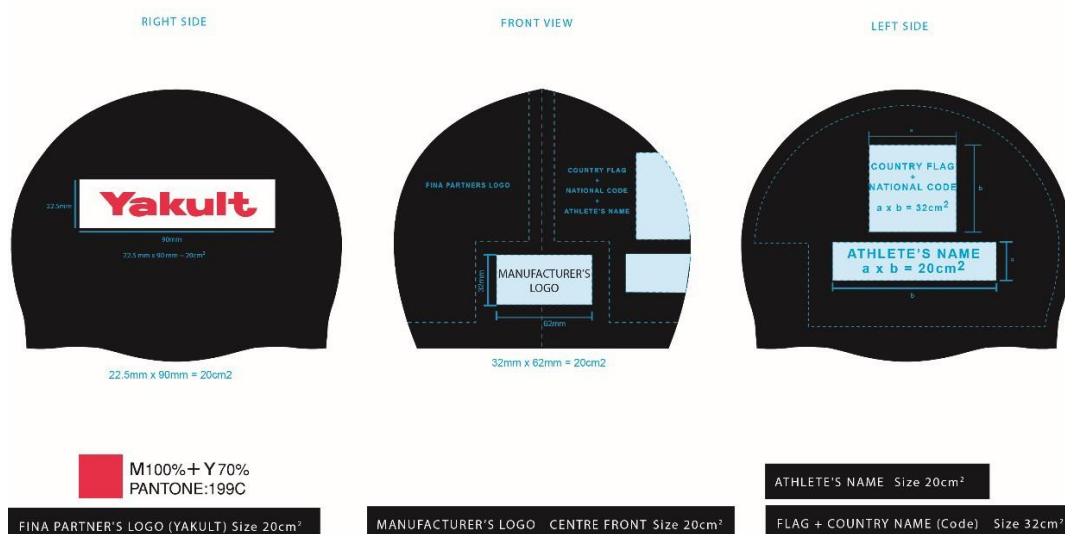 RIGHT SIDE
Yakult
22.5mm
90mm
22.5 mm x 90 mm = 20cm²
22.5mm x 90mm = 20cm2
M100%+Y70%
PANTONE:199C
FINA PARTNER'S LOGO (YAKULT) Size 20cm²
FRONT VIEW
FINA PARTNERS LOGO
COUNTRY FLAG
+
NATIONAL CODE
+
ATHLETE'S NAME
MANUFACTURER'S
LOGO
32mm
62mm
32mm x 62mm = 20cm2
MANUFACTURER'S LOGO CENTRE FRONT Size 20cm²
LEFT SIDE
a
COUNTRY FLAG
+
NATIONAL CODE
a x b = 32cm²
b
ATHLETE'S NAME
a x b = 20cm²
a
b
ATHLETE'S NAME Size 20cm²
FLAG + COUNTRY NAME (Code) Size 32cm²